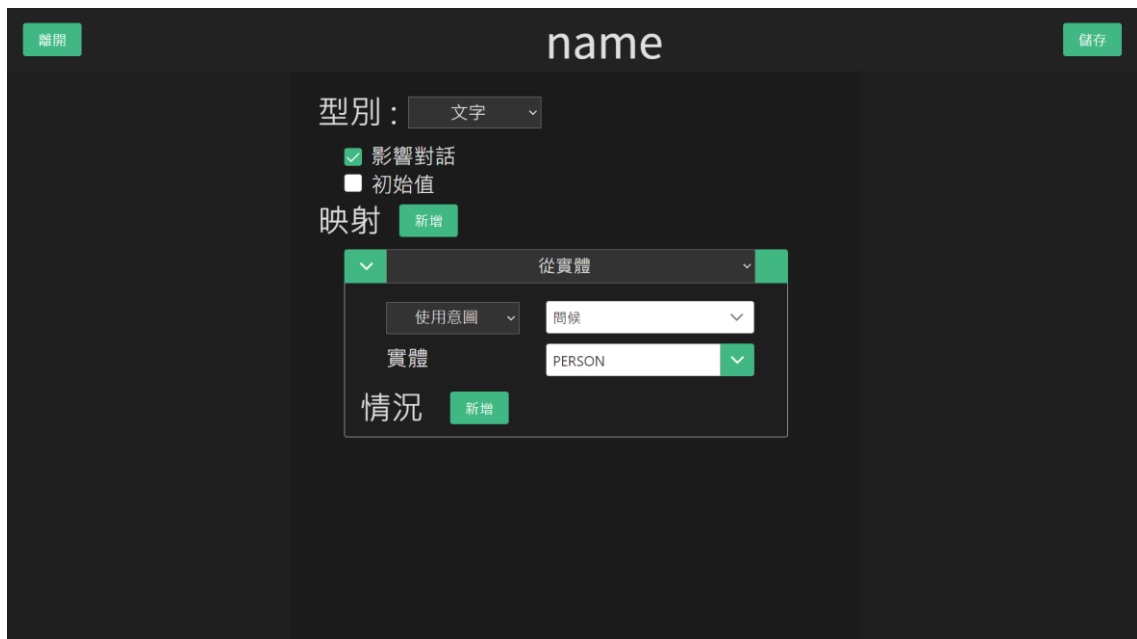 離開 name 儲存
型別 : 文字
影響對話
初始值
映射 新增
從實體
使用意圖 問候
實體 PERSON
情況 新增